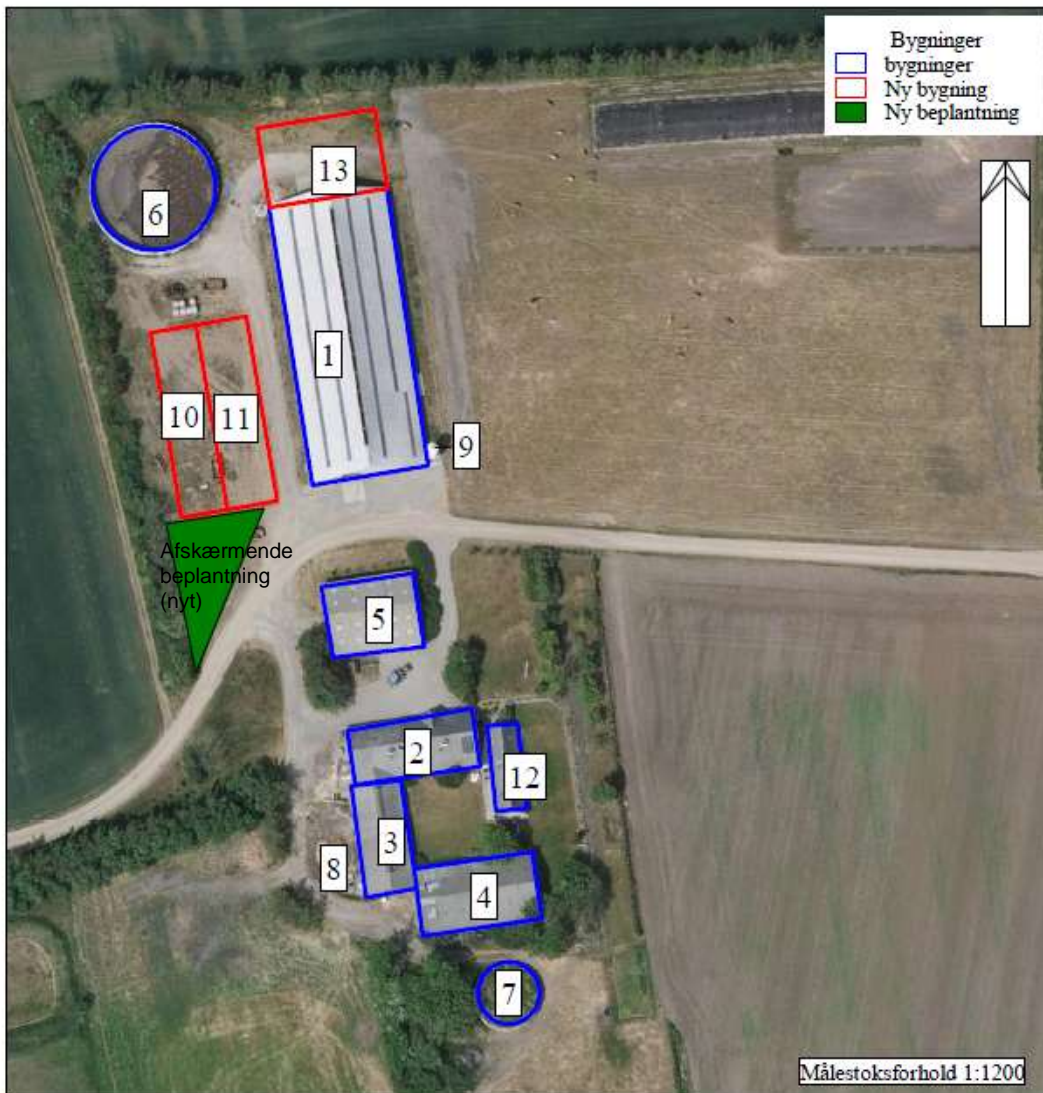 Bygninger
bygninger
Ny bygning
Ny beplantning
13
6
1
10
11
9
Afskærmende
beplantning
(nyt)
5
2
12
3
8
4
7
Målestoksforhold 1:1200